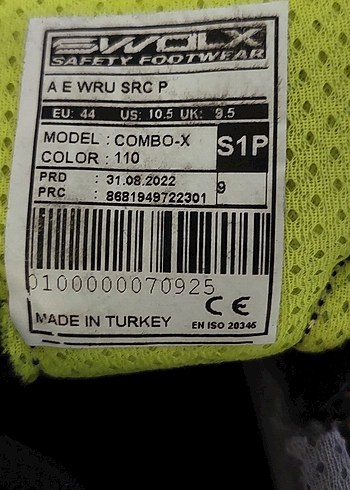 SWOLX
SAFETY FOOTWEAR
A E WRU SRC P
EU: 44 US: 10.5 UK: 9.5
MODEL : COMBO-X
S1P
COLOR : 110
PRD : 31.08.2022
9
PRC : 8681949722301
0100000070925
CE
MADE IN TURKEY EN ISO 20345